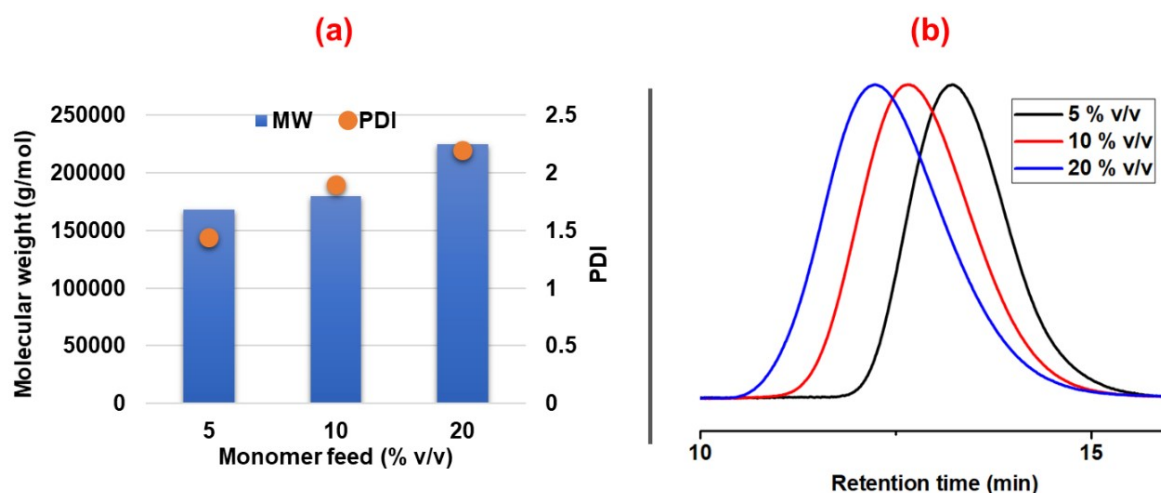 (a)
MW PDI
Molecular weight (g/mol)
250000
200000
150000
100000
50000
0
2.5
2
1.5
1
0.5
0
PDI
5 10 20
Monomer feed (% v/v)
(b)
5 % v/v
10 % v/v
20 % v/v
10 15
Retention time (min)